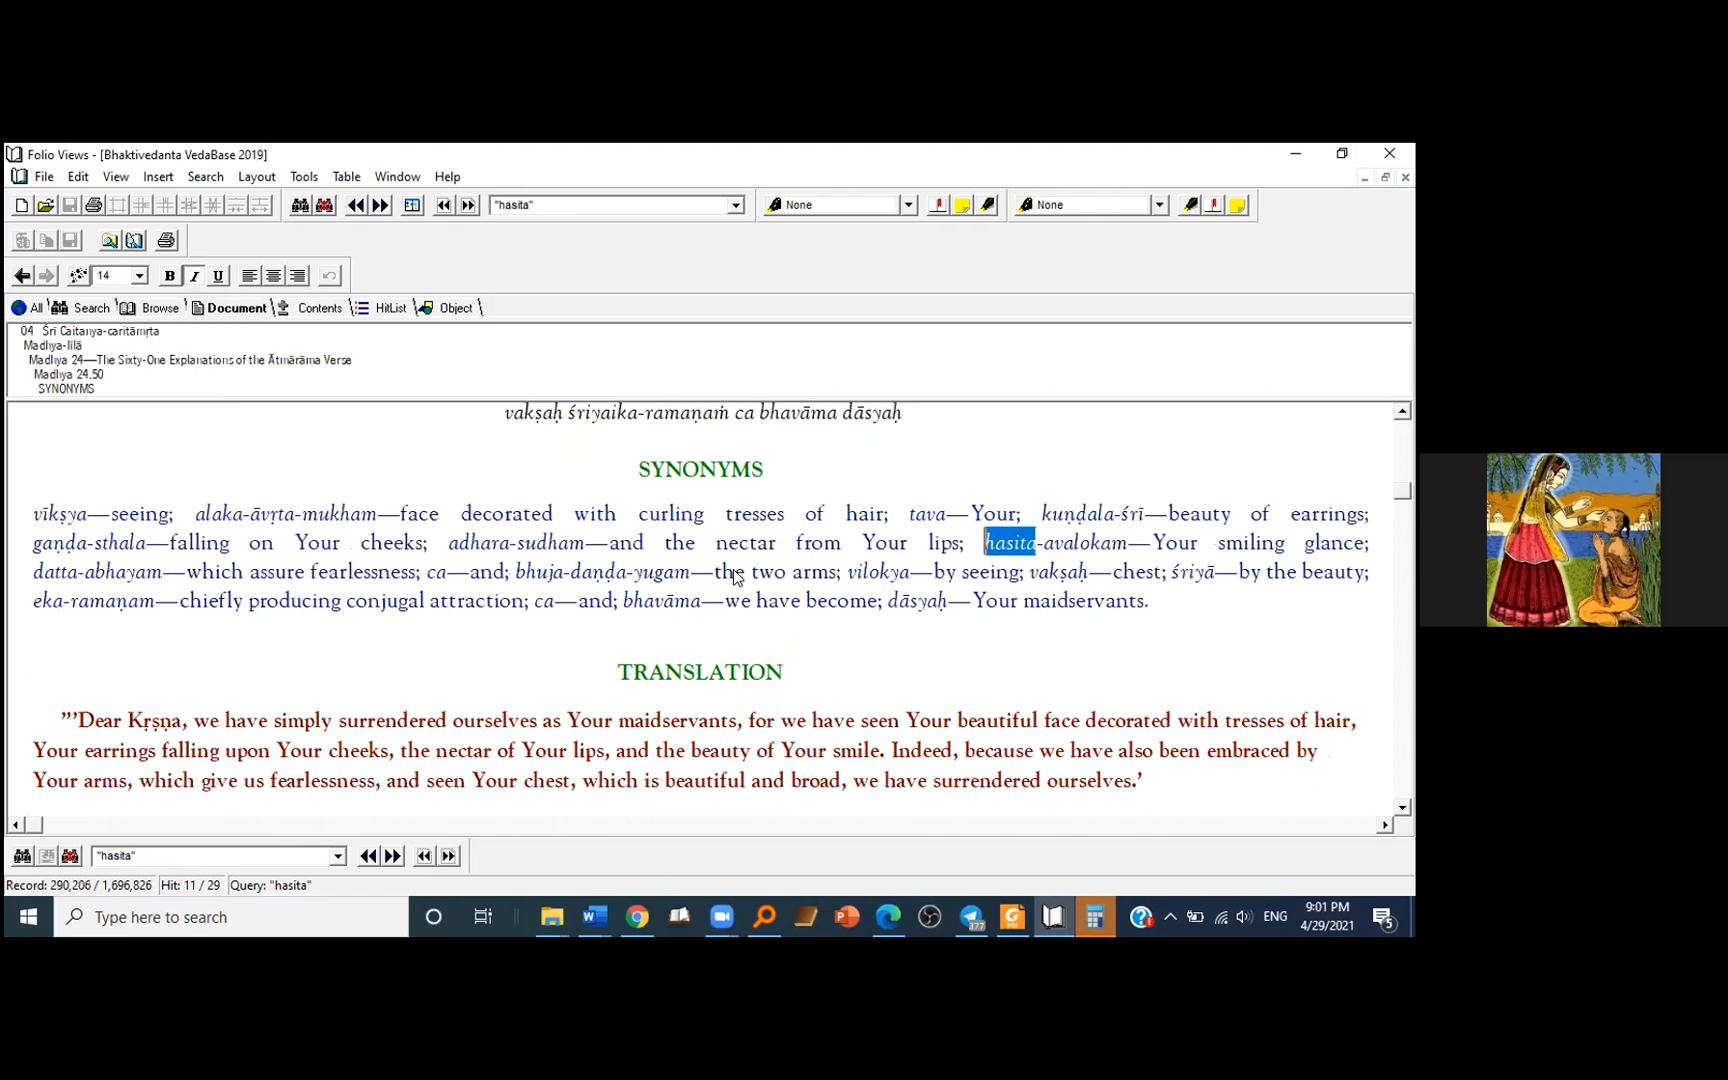 Folio Views - [Bhaktivedanta VedaBase 2019]
File Edit View Insert Search Layout Tools Table Window Help
"hasita" None None
14 B I U
All Search Browse Document Contents HitList Object
04 Śrī Caitanya-caritāmṛta
Madhya-līlā
Madhya 24—The Sixty-One Explanations of the Ātmārāma Verse
Madhya 24.50
SYNONYMS
vakṣaḥ śriyaika-ramaṇaṁ ca bhavāma dāsyaḥ
SYNONYMS
vīkṣya—seeing; alaka-āvṛta-mukham—face decorated with curling tresses of hair; tava—Your; kuṇḍala-śrī—beauty of earrings;
gaṇḍa-sthala—falling on Your cheeks; adhara-sudham—and the nectar from Your lips; hasita-avalokam—Your smiling glance;
datta-abhayam—which assure fearlessness; ca—and; bhuja-daṇḍa-yugam—the two arms; vilokya—by seeing; vakṣaḥ—chest; śriyā—by the beauty;
eka-ramaṇam—chiefly producing conjugal attraction; ca—and; bhavāma—we have become; dāsyaḥ—Your maidservants.
TRANSLATION
"'Dear Kṛṣṇa, we have simply surrendered ourselves as Your maidservants, for we have seen Your beautiful face decorated with tresses of hair,
Your earrings falling upon Your cheeks, the nectar of Your lips, and the beauty of Your smile. Indeed, because we have also been embraced by
Your arms, which give us fearlessness, and seen Your chest, which is beautiful and broad, we have surrendered ourselves.'
"hasita"
Record: 290,206 / 1,696,826 Hit: 11 / 29 Query: "hasita"
Type here to search
377
ENG
9:01 PM
4/29/2021
5